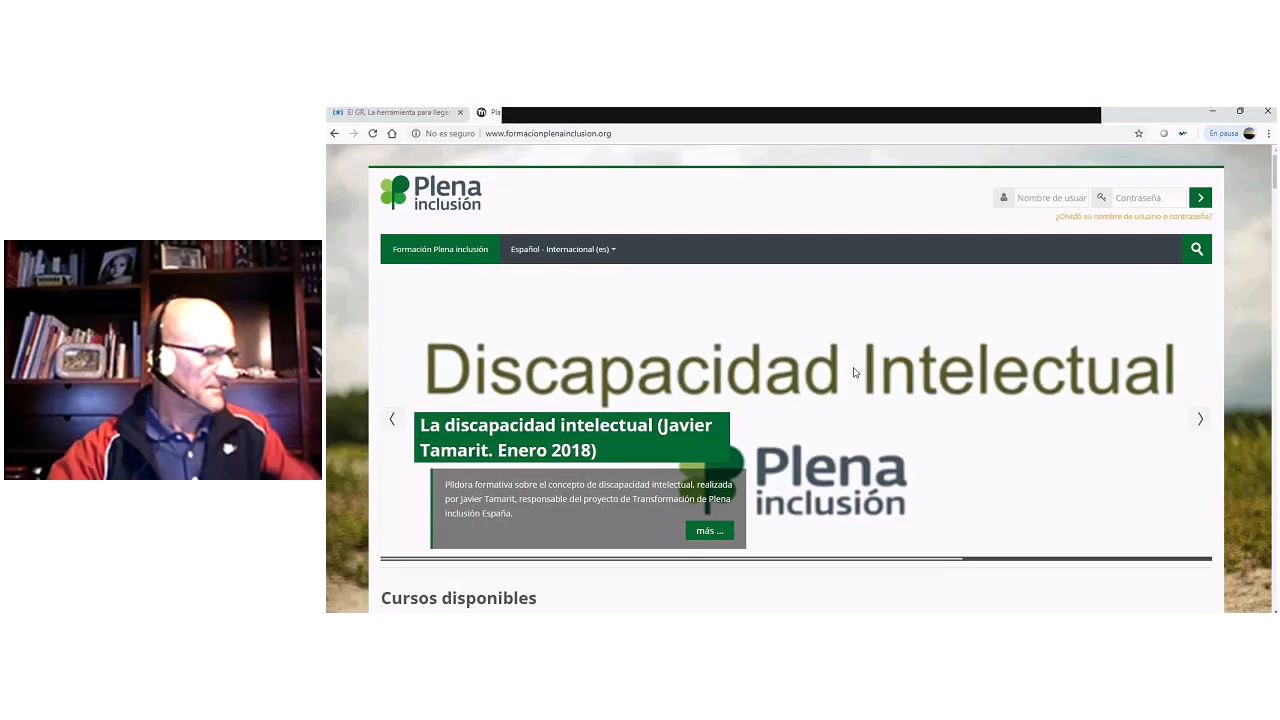 El GR. La herramienta para llegar
Pla
No es seguro
www.formacionplenainclusion.org
En pausa
Plena
inclusión
Nombre de usuar
Contraseña
¿Olvidó su nombre de usuario o contraseña?
Formación Plena inclusión
Español - Internacional (es)
Discapacidad Intelectual
La discapacidad intelectual (Javier
Tamarit. Enero 2018)
Píldora formativa sobre el concepto de discapacidad intelectual, realizada
por Javier Tamarit, responsable del proyecto de Transformación de Plena
inclusión España.
más ...
Plena
inclusión
Cursos disponibles